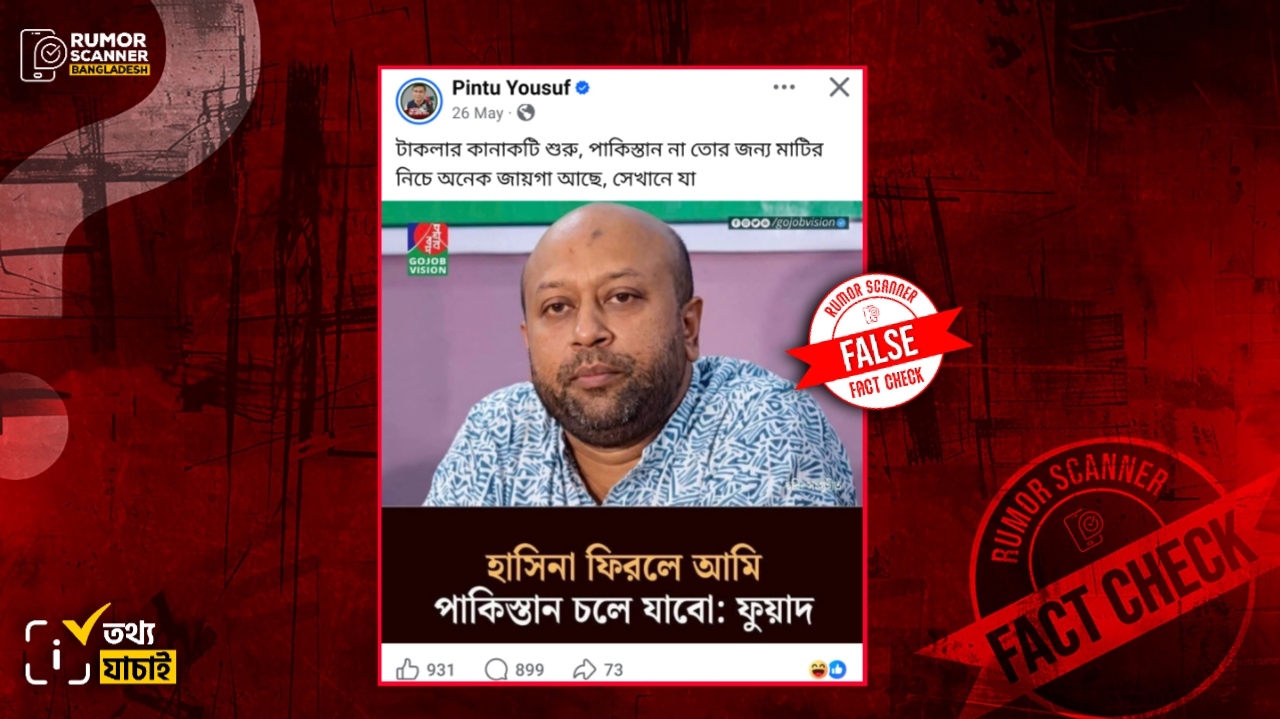 RUMOR
SCANNER
BANGLADESH
Pintu Yousuf
26 May
টাকলার কানাকটি শুরু, পাকিস্তান না তোর জন্য মাটির
নিচে অনেক জায়গা আছে, সেখানে যা
GOJOB
VISION
/gojobvision
হাসিনা ফিরলে আমি
পাকিস্তান চলে যাবো: ফুয়াদ
931
899
73
RUMOR SCANNER
FALSE
FACT CHECK
RUMOR SCANNER
FACT CHECK
তথ্য
যাচাই